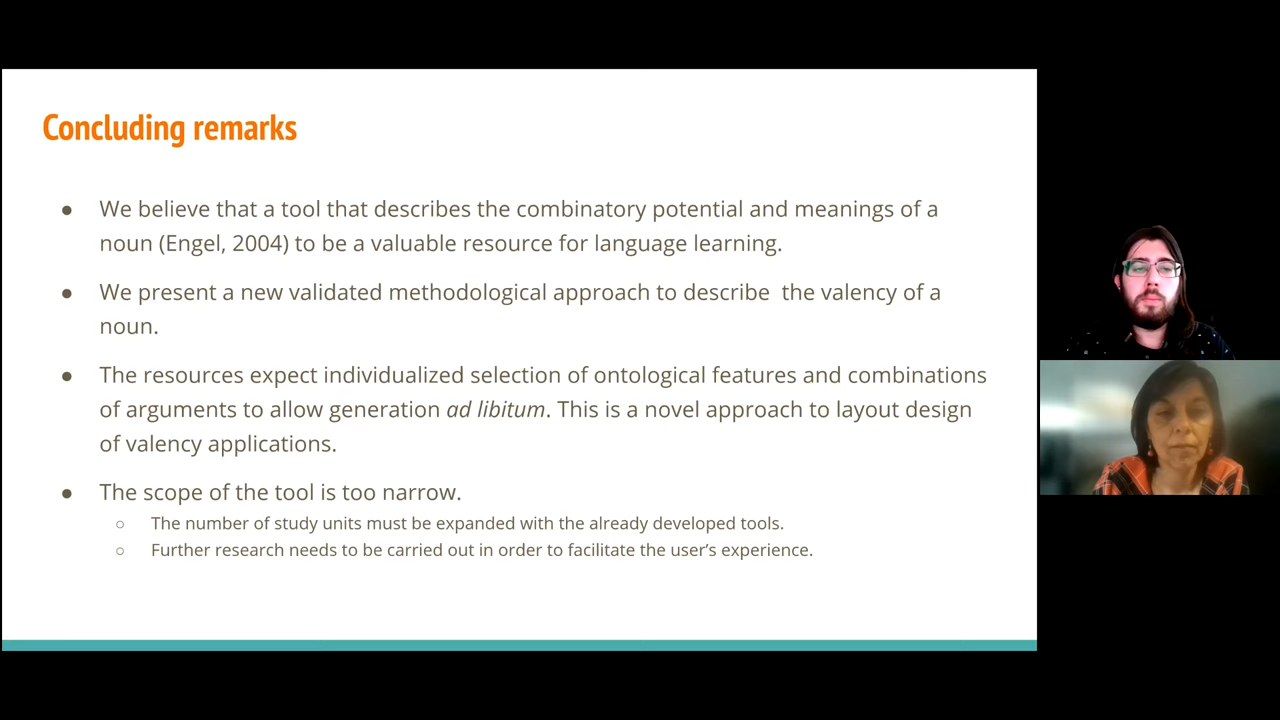 Concluding remarks
● We believe that a tool that describes the combinatory potential and meanings of a
noun (Engel, 2004) to be a valuable resource for language learning.
● We present a new validated methodological approach to describe  the valency of a
noun.
● The resources expect individualized selection of ontological features and combinations
of arguments to allow generation ad libitum. This is a novel approach to layout design
of valency applications.
● The scope of the tool is too narrow.
○ The number of study units must be expanded with the already developed tools.
○ Further research needs to be carried out in order to facilitate the user’s experience.